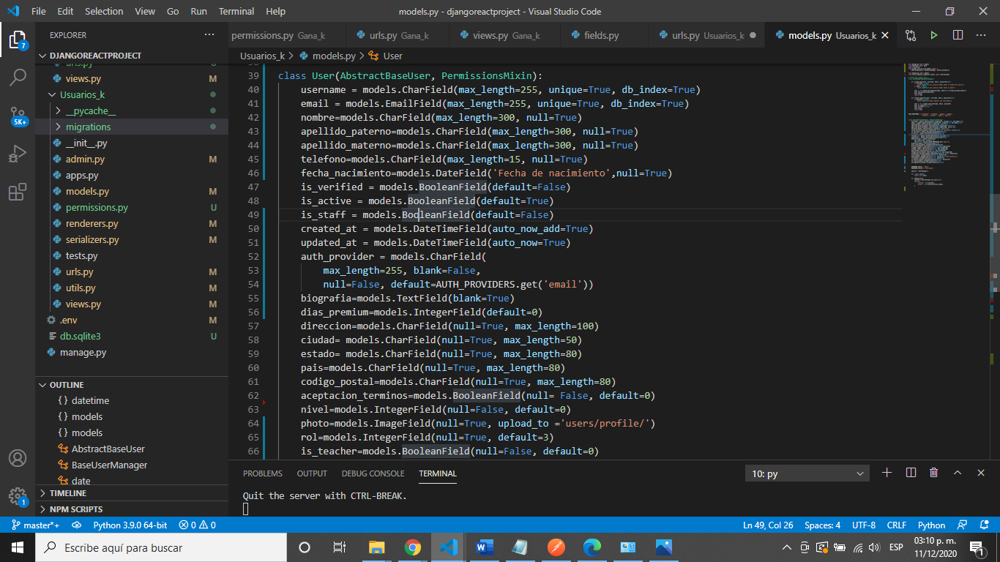 File Edit Selection View Go Run Terminal Help models.py - djangoreactproject - Visual Studio Code
EXPLORER ···
permissions.py Gana_k urls.py Gana_k views.py Gana_k fields.py urls.py Usuarios_k models.py Usuarios_k
DJANGOREACTPROJECT
urls.py
views.py M
Usuarios_k
__pycache__
migrations
__init__.py
admin.py M
apps.py
models.py M
permissions.py U
renderers.py M
serializers.py M
tests.py
urls.py M
utils.py M
views.py M
.env M
db.sqlite3 U
manage.py
OUTLINE
{} datetime
{} models
{} models
AbstractBaseUser
BaseUserManager
date
TIMELINE
NPM SCRIPTS
7
5K+
1
Usuarios_k > models.py > User
39 class User(AbstractBaseUser, PermissionsMixin):
40 username = models.CharField(max_length=255, unique=True, db_index=True)
41 email = models.EmailField(max_length=255, unique=True, db_index=True)
42 nombre=models.CharField(max_length=300, null=True)
43 apellido_paterno=models.CharField(max_length=300, null=True)
44 apellido_materno=models.CharField(max_length=300, null=True)
45 telefono=models.CharField(max_length=15, null=True)
46 fecha_nacimiento=models.DateField('Fecha de nacimiento',null=True)
47 is_verified = models.BooleanField(default=False)
48 is_active = models.BooleanField(default=True)
49 is_staff = models.BooleanField(default=False)
50 created_at = models.DateTimeField(auto_now_add=True)
51 updated_at = models.DateTimeField(auto_now=True)
52 auth_provider = models.CharField(
53 max_length=255, blank=False,
54 null=False, default=AUTH_PROVIDERS.get('email'))
55 biografia=models.TextField(blank=True)
56 dias_premium=models.IntegerField(default=0)
57 direccion=models.CharField(null=True, max_length=100)
58 ciudad= models.CharField(null=True, max_length=50)
59 estado= models.CharField(null=True, max_length=80)
60 pais=models.CharField(null=True, max_length=80)
61 codigo_postal=models.CharField(null=True, max_length=80)
62 aceptacion_terminos=models.BooleanField(null= False, default=0)
63 nivel=models.IntegerField(null=False, default=0)
64 photo=models.ImageField(null=True, upload_to ='users/profile/')
65 rol=models.IntegerField(null=True, default=3)
66 is_teacher=models.BooleanField(null=False, default=0)
PROBLEMS OUTPUT DEBUG CONSOLE TERMINAL 10: py
Quit the server with CTRL-BREAK.
master*+ Python 3.9.0 64-bit 0 0 Ln 49, Col 26 Spaces: 4 UTF-8 CRLF Python
Escribe aquí para buscar
ESP 03:10 p. m.
11/12/2020
1